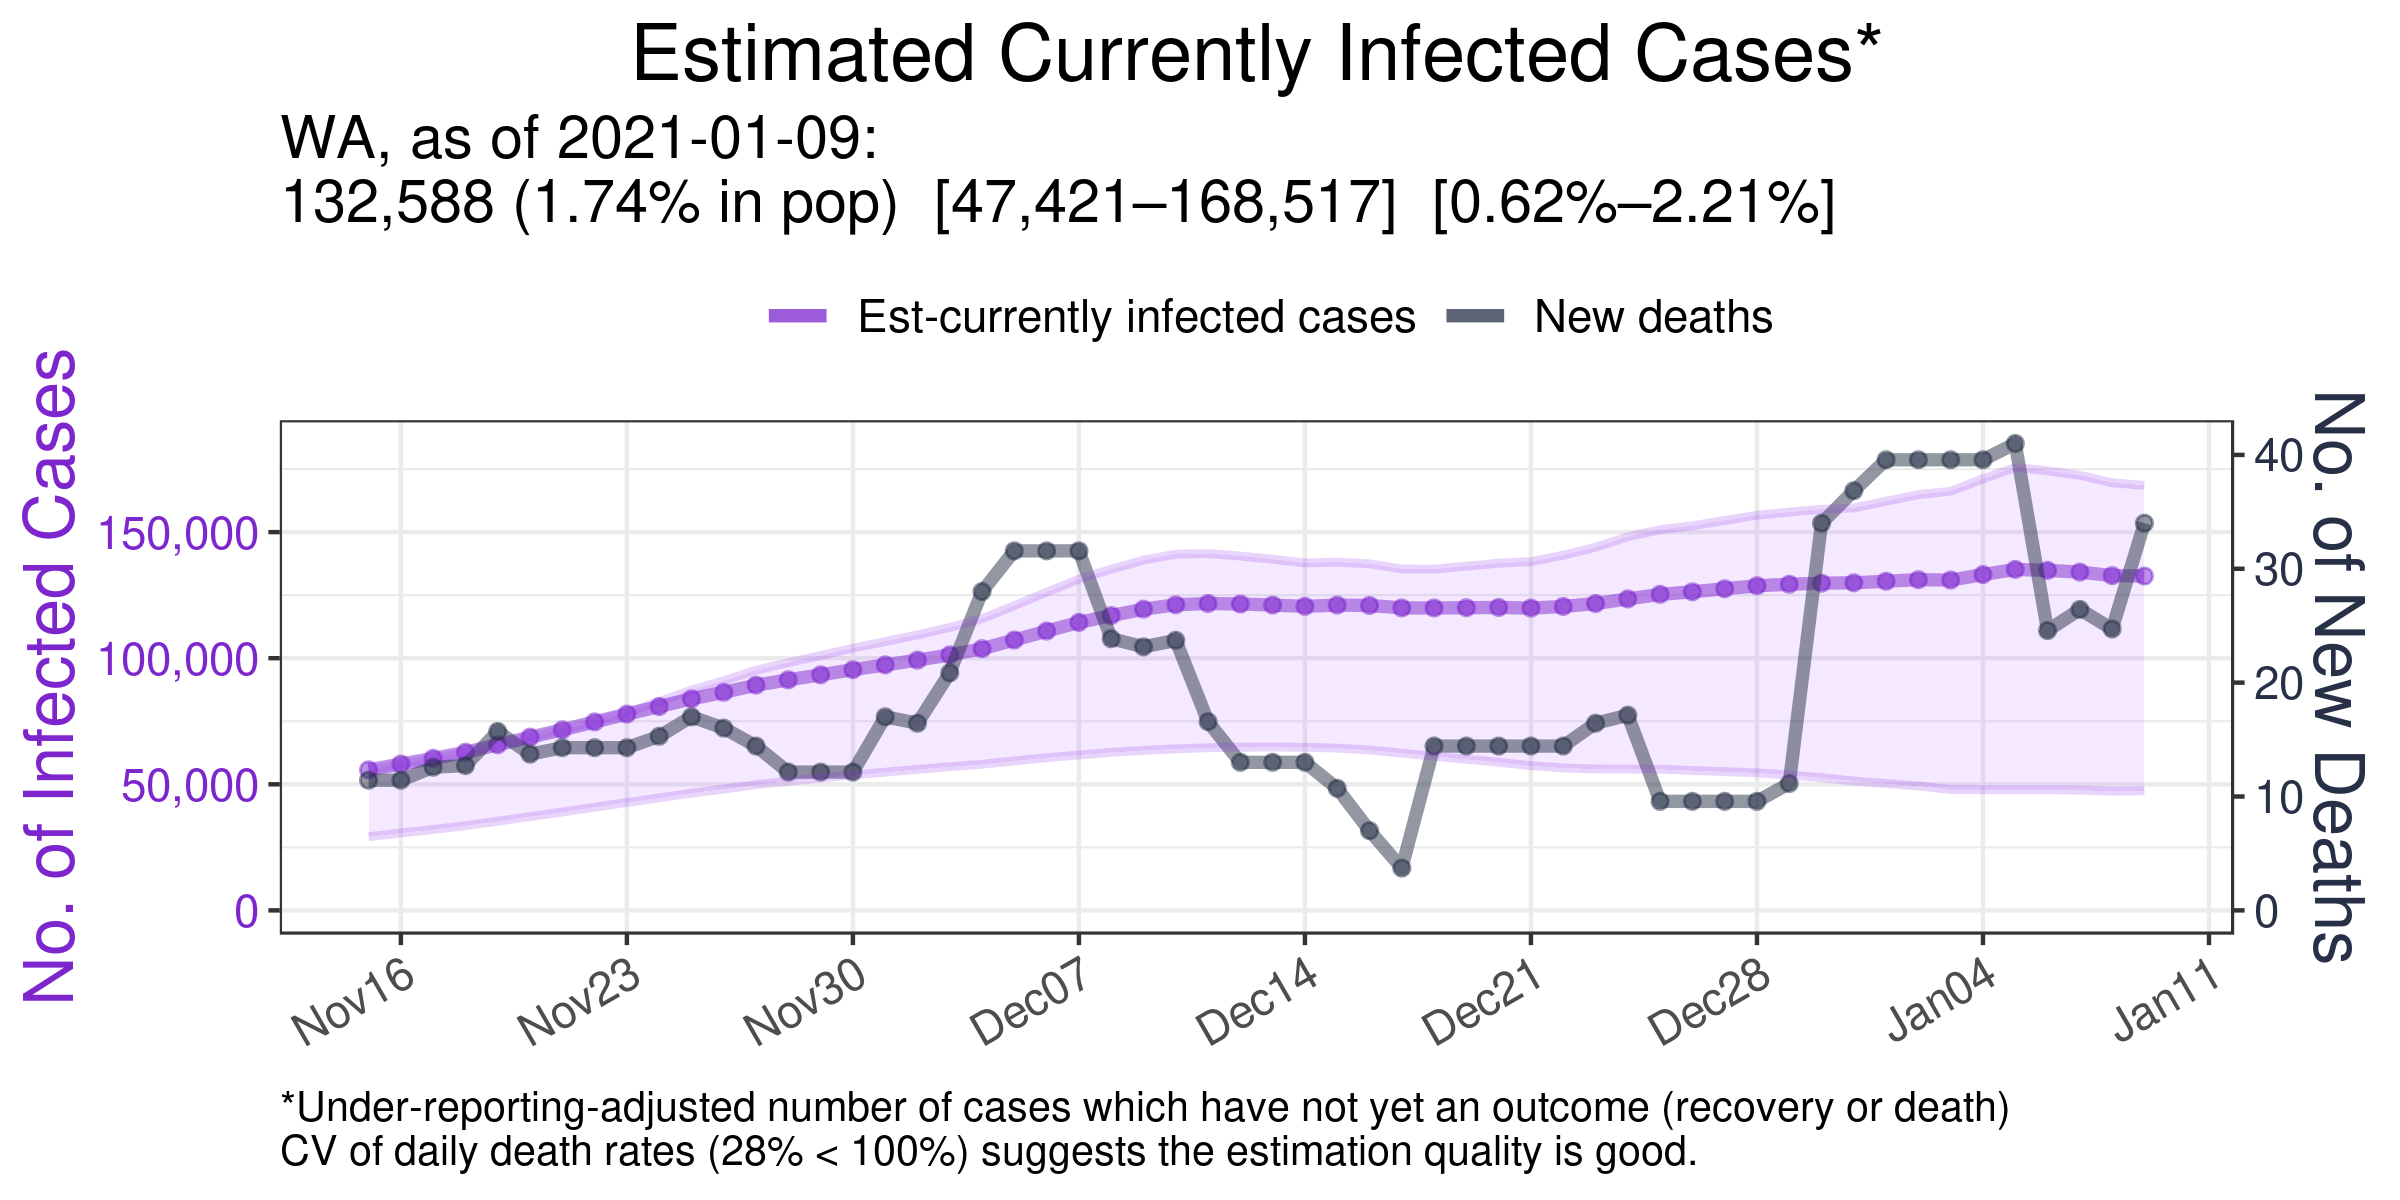 Estimated Currently Infected Cases*
WA, as of 2021-01-09:
132,588 (1.74% in pop)  [47,421–168,517]  [0.62%–2.21%]
Est-currently infected cases
New deaths
No. of Infected Cases
150,000
100,000
50,000
0
40
30
20
10
0
No. of New Deaths
Nov16
Nov23
Nov30
Dec07
Dec14
Dec21
Dec28
Jan04
Jan11
*Under-reporting-adjusted number of cases which have not yet an outcome (recovery or death)
CV of daily death rates (28% < 100%) suggests the estimation quality is good.